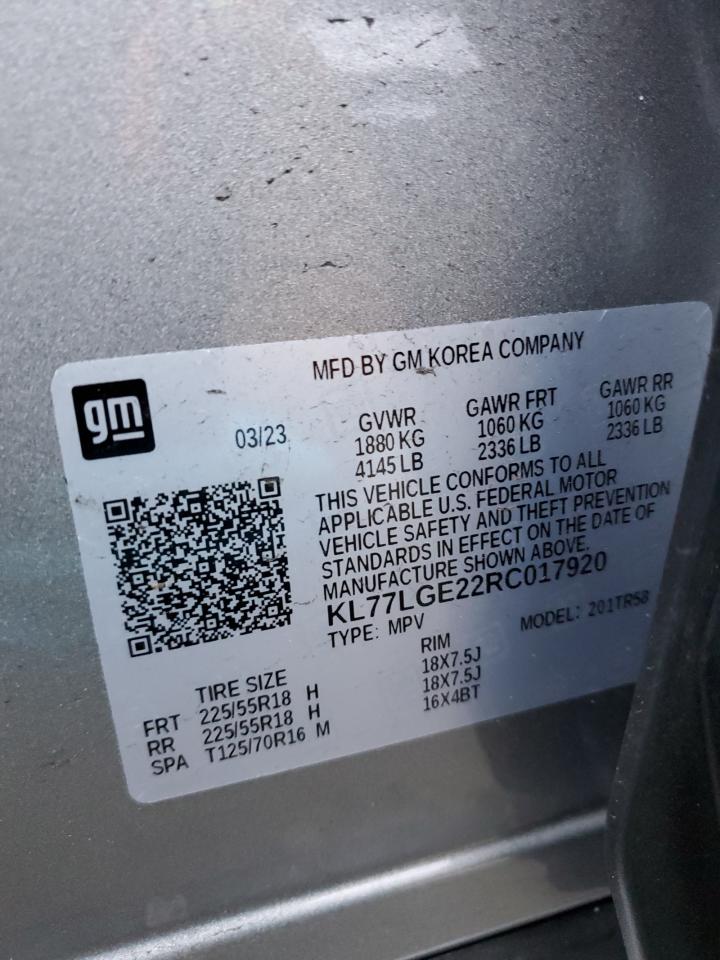 MFD BY GM KOREA COMPANY
gm
03/23
GVWR GAWR FRT GAWR RR
1880 KG 1060 KG 1060 KG
4145 LB 2336 LB 2336 LB
THIS VEHICLE CONFORMS TO ALL
APPLICABLE U.S. FEDERAL MOTOR
VEHICLE SAFETY AND THEFT PREVENTION
STANDARDS IN EFFECT ON THE DATE OF
MANUFACTURE SHOWN ABOVE.
KL77LGE22RC017920
TYPE: MPV MODEL: 201TR58
TIRE SIZE RIM
FRT 225/55R18 H 18X7.5J
RR 225/55R18 H 18X7.5J
SPA T125/70R16 M 16X4BT